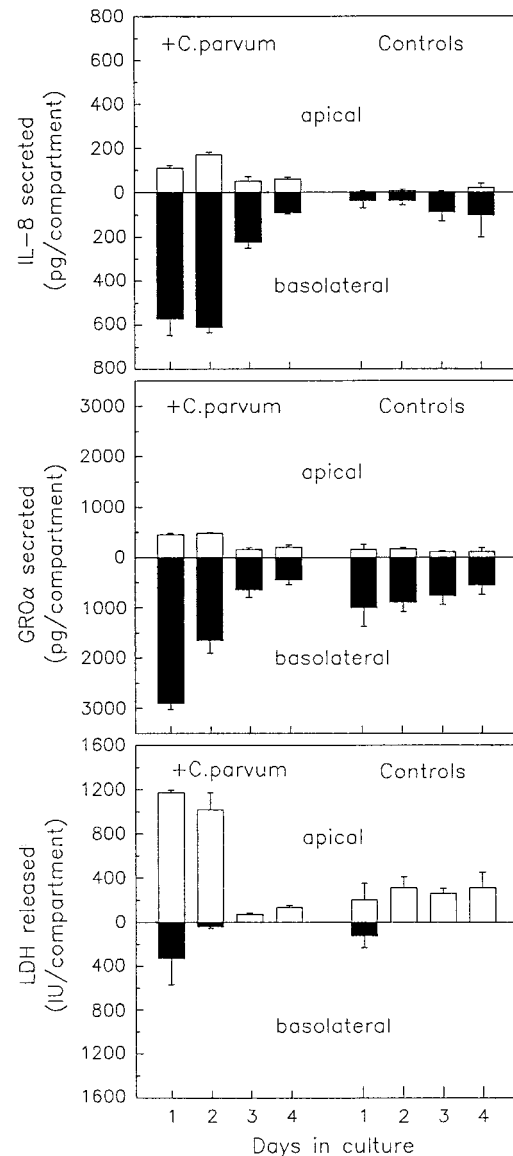 800
+C.parvum Controls
600
400
apical
200
0
200
400
basolateral
600
800
IL-8 secreted
(pg/compartment)
3000
+C.parvum Controls
2000
apical
1000
0
1000
2000
basolateral
3000
GROα secreted
(pg/compartment)
1600
+C.parvum Controls
1200
800
apical
400
0
400
800
basolateral
1200
1600
LDH released
(IU/compartment)
1 2 3 4 1 2 3 4
Days in culture